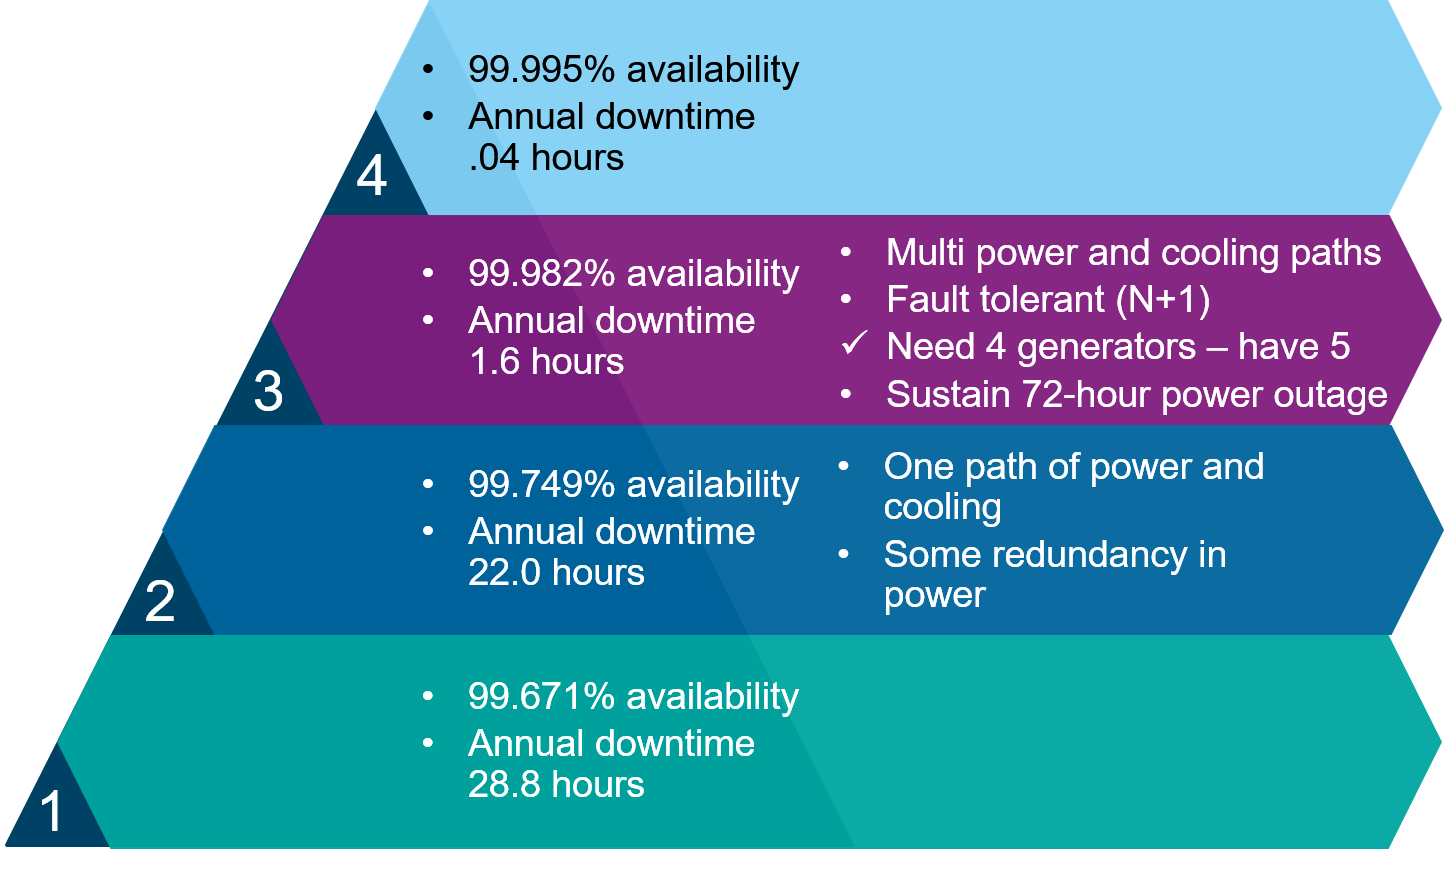 • 99.995% availability
• Annual downtime
.04 hours
4
• 99.982% availability
• Annual downtime
1.6 hours
• Multi power and cooling paths
• Fault tolerant (N+1)
✓ Need 4 generators – have 5
• Sustain 72-hour power outage
3
• 99.749% availability
• Annual downtime
22.0 hours
• One path of power and
cooling
• Some redundancy in
power
2
• 99.671% availability
• Annual downtime
28.8 hours
1